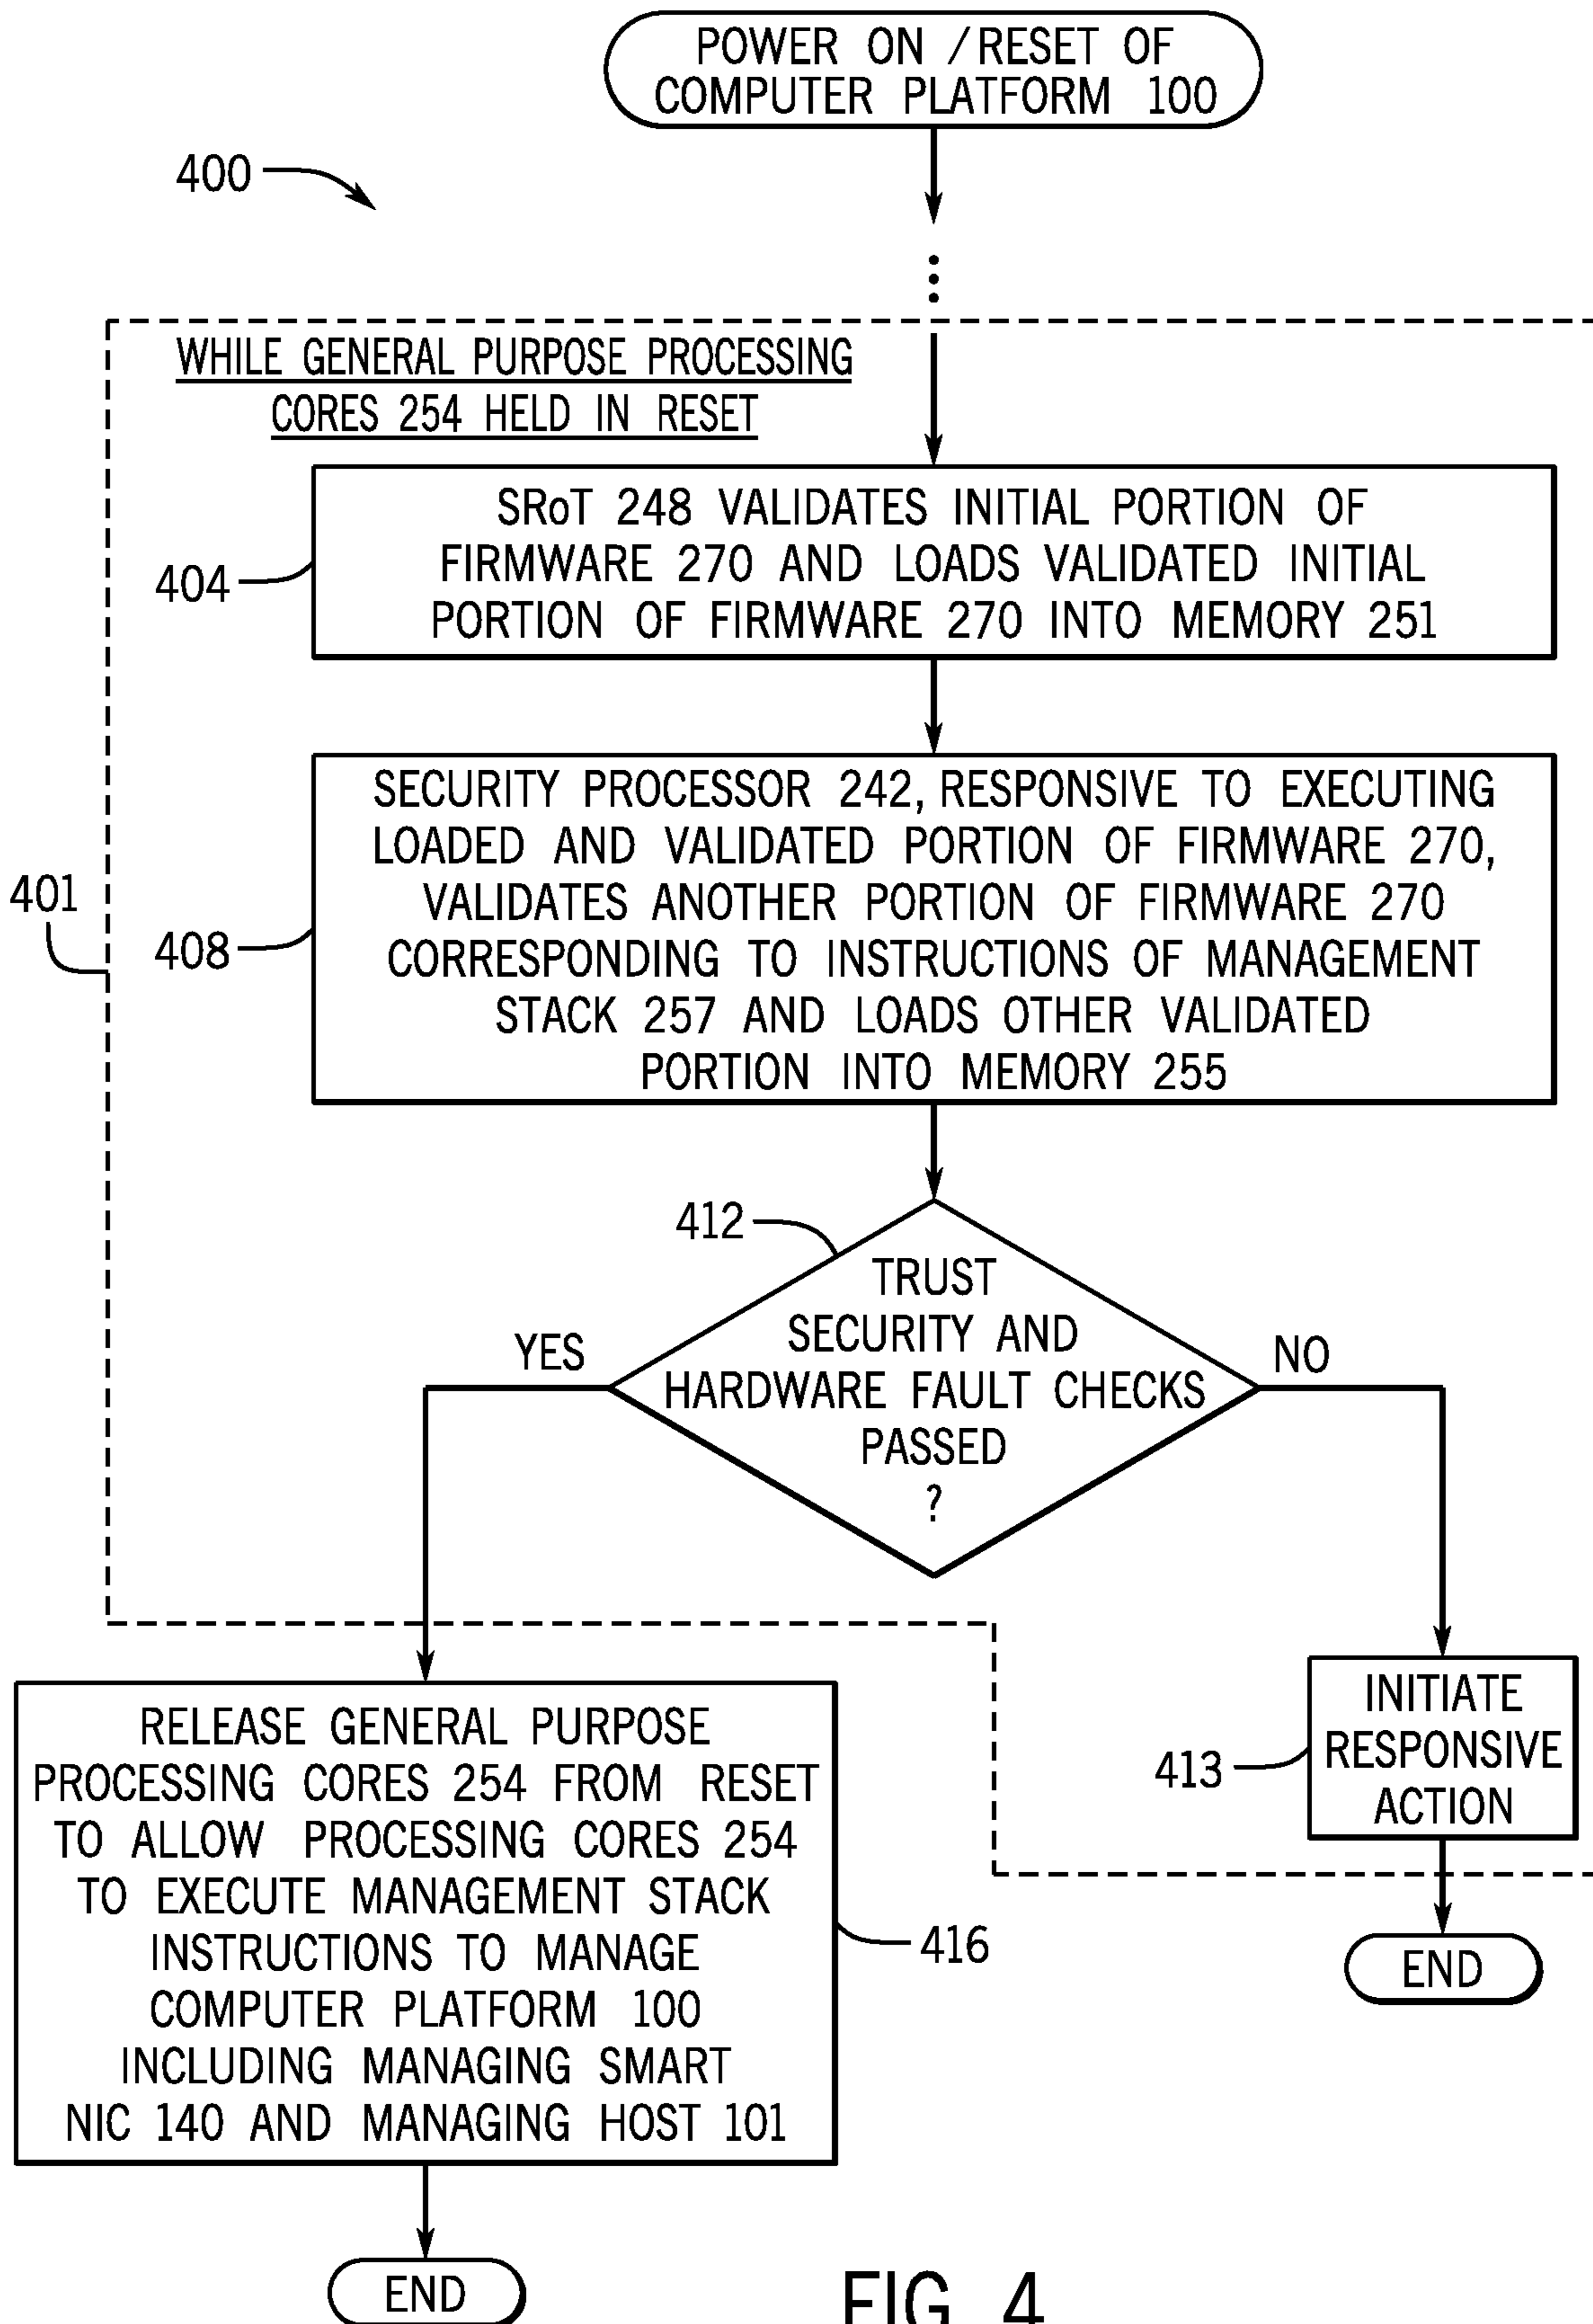 POWER ON / RESET OF
COMPUTER PLATFORM 100
400
WHILE GENERAL PURPOSE PROCESSING
CORES 254 HELD IN RESET
SRoT 248 VALIDATES INITIAL PORTION OF
FIRMWARE 270 AND LOADS VALIDATED INITIAL
PORTION OF FIRMWARE 270 INTO MEMORY 251
404
SECURITY PROCESSOR 242, RESPONSIVE TO EXECUTING
LOADED AND VALIDATED PORTION OF FIRMWARE 270,
VALIDATES ANOTHER PORTION OF FIRMWARE 270
CORRESPONDING TO INSTRUCTIONS OF MANAGEMENT
STACK 257 AND LOADS OTHER VALIDATED
PORTION INTO MEMORY 255
401
408
412
TRUST
SECURITY AND
HARDWARE FAULT CHECKS
PASSED
?
YES
NO
INITIATE
RESPONSIVE
ACTION
413
END
RELEASE GENERAL PURPOSE
PROCESSING CORES 254 FROM RESET
TO ALLOW PROCESSING CORES 254
TO EXECUTE MANAGEMENT STACK
INSTRUCTIONS TO MANAGE
COMPUTER PLATFORM 100
INCLUDING MANAGING SMART
NIC 140 AND MANAGING HOST 101
416
END
FIG. 4